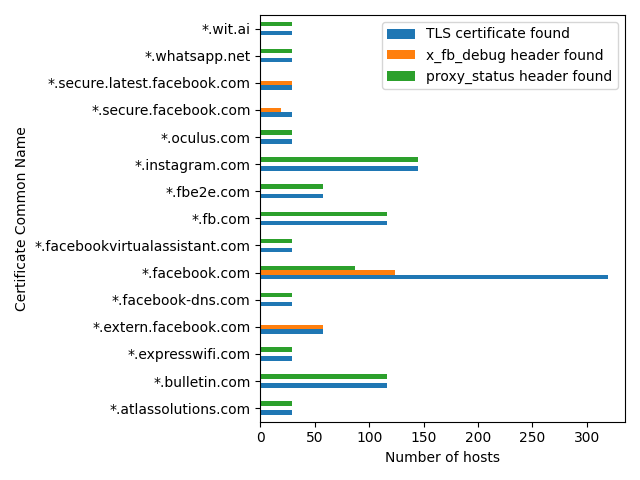 TLS certificate found
x_fb_debug header found
proxy_status header found
Certificate Common Name
*.wit.ai
*.whatsapp.net
*.secure.latest.facebook.com
*.secure.facebook.com
*.oculus.com
*.instagram.com
*.fbe2e.com
*.fb.com
*.facebookvirtualassistant.com
*.facebook.com
*.facebook-dns.com
*.extern.facebook.com
*.expresswifi.com
*.bulletin.com
*.atlassolutions.com
0 50 100 150 200 250 300
Number of hosts